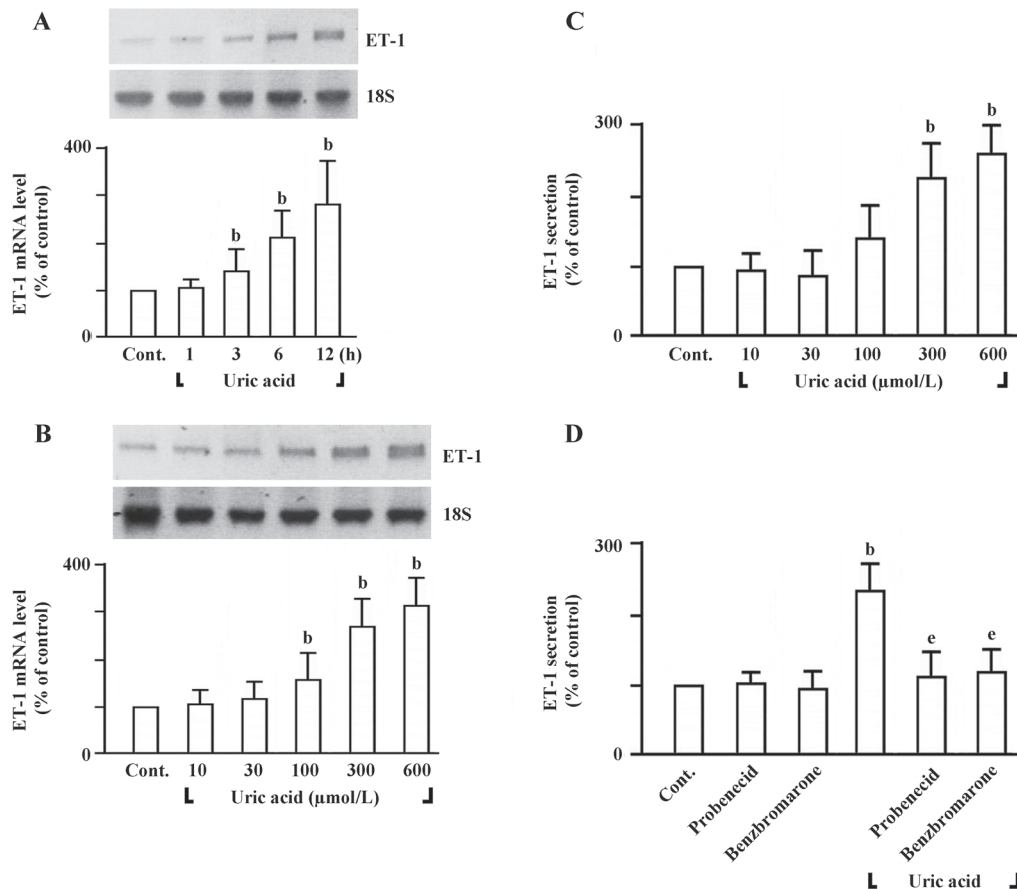 A
ET-1
18S
400
b
b
b
ET-1 mRNA level
(% of control)
0
Cont. 1 3 6 12 (h)
Uric acid
B
ET-1
18S
400
b
b
b
ET-1 mRNA level
(% of control)
0
Cont. 10 30 100 300 600
Uric acid (µmol/L)
C
300
b
b
ET-1 secretion
(% of control)
0
Cont. 10 30 100 300 600
Uric acid (µmol/L)
D
300
b
e
e
ET-1 secretion
(% of control)
0
Cont.
Probenecid
Benzbromarone
Probenecid
Benzbromarone
Uric acid